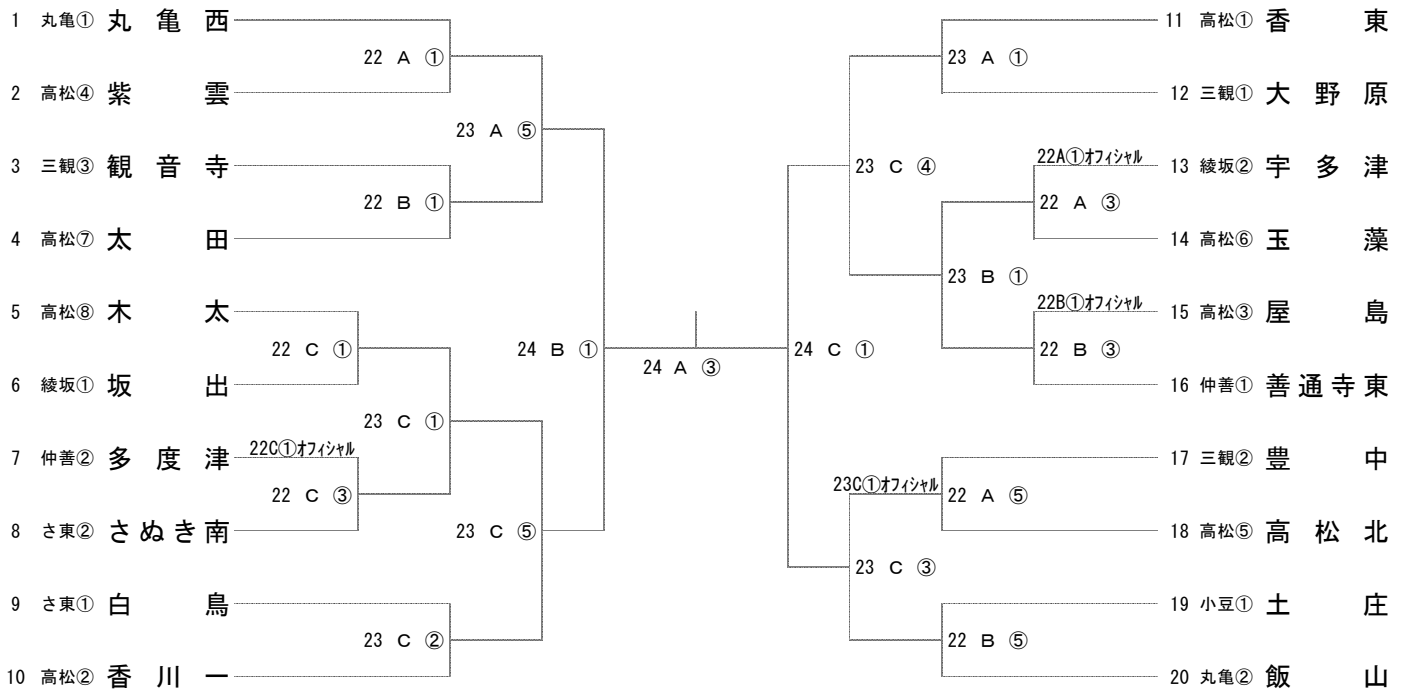 1 丸亀① 丸亀西
22 A ①
2 高松④ 紫雲
23 A ⑤
3 三観③ 観音寺
22 B ①
4 高松⑦ 太田
5 高松⑧ 木太
22 C ①
24 B ①
6 綾坂① 坂出
23 C ①
22C①オフィシャル
7 仲善② 多度津
22 C ③
8 さ東② さぬき南
23 C ⑤
9 さ東① 白鳥
23 C ②
10 高松② 香川一
24 A ③
11 高松① 香東
23 A ①
12 三観① 大野原
23 C ④
22A①オフィシャル
13 綾坂② 宇多津
22 A ③
14 高松⑥ 玉藻
23 B ①
22B①オフィシャル
15 高松③ 屋島
24 C ①
22 B ③
16 仲善① 善通寺東
17 三観② 豊中
23C①オフィシャル
22 A ⑤
18 高松⑤ 高松北
23 C ③
19 小豆① 土庄
22 B ⑤
20 丸亀② 飯山